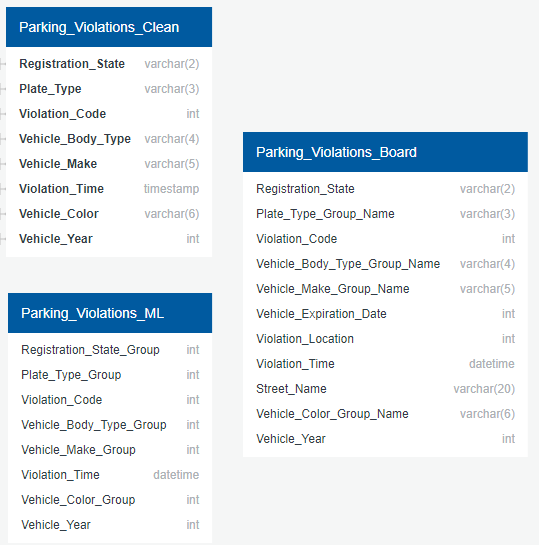 Parking_Violations_Clean
Registration_State varchar(2)
Plate_Type varchar(3)
Violation_Code int
Vehicle_Body_Type varchar(4)
Vehicle_Make varchar(5)
Violation_Time timestamp
Vehicle_Color varchar(6)
Vehicle_Year int
Parking_Violations_Board
Registration_State varchar(2)
Plate_Type_Group_Name varchar(3)
Violation_Code int
Vehicle_Body_Type_Group_Name varchar(4)
Vehicle_Make_Group_Name varchar(5)
Vehicle_Expiration_Date int
Violation_Location int
Violation_Time datetime
Street_Name varchar(20)
Vehicle_Color_Group_Name varchar(6)
Vehicle_Year int
Parking_Violations_ML
Registration_State_Group int
Plate_Type_Group int
Violation_Code int
Vehicle_Body_Type_Group int
Vehicle_Make_Group int
Violation_Time datetime
Vehicle_Color_Group int
Vehicle_Year int